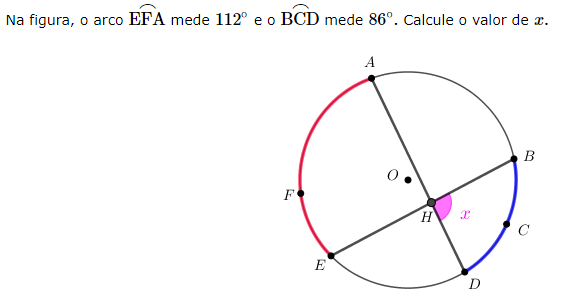 Na figura, o arco EFA mede 112° e o BCD mede 86°. Calcule o valor de x.
A
B
O
F
H
x
C
E
D